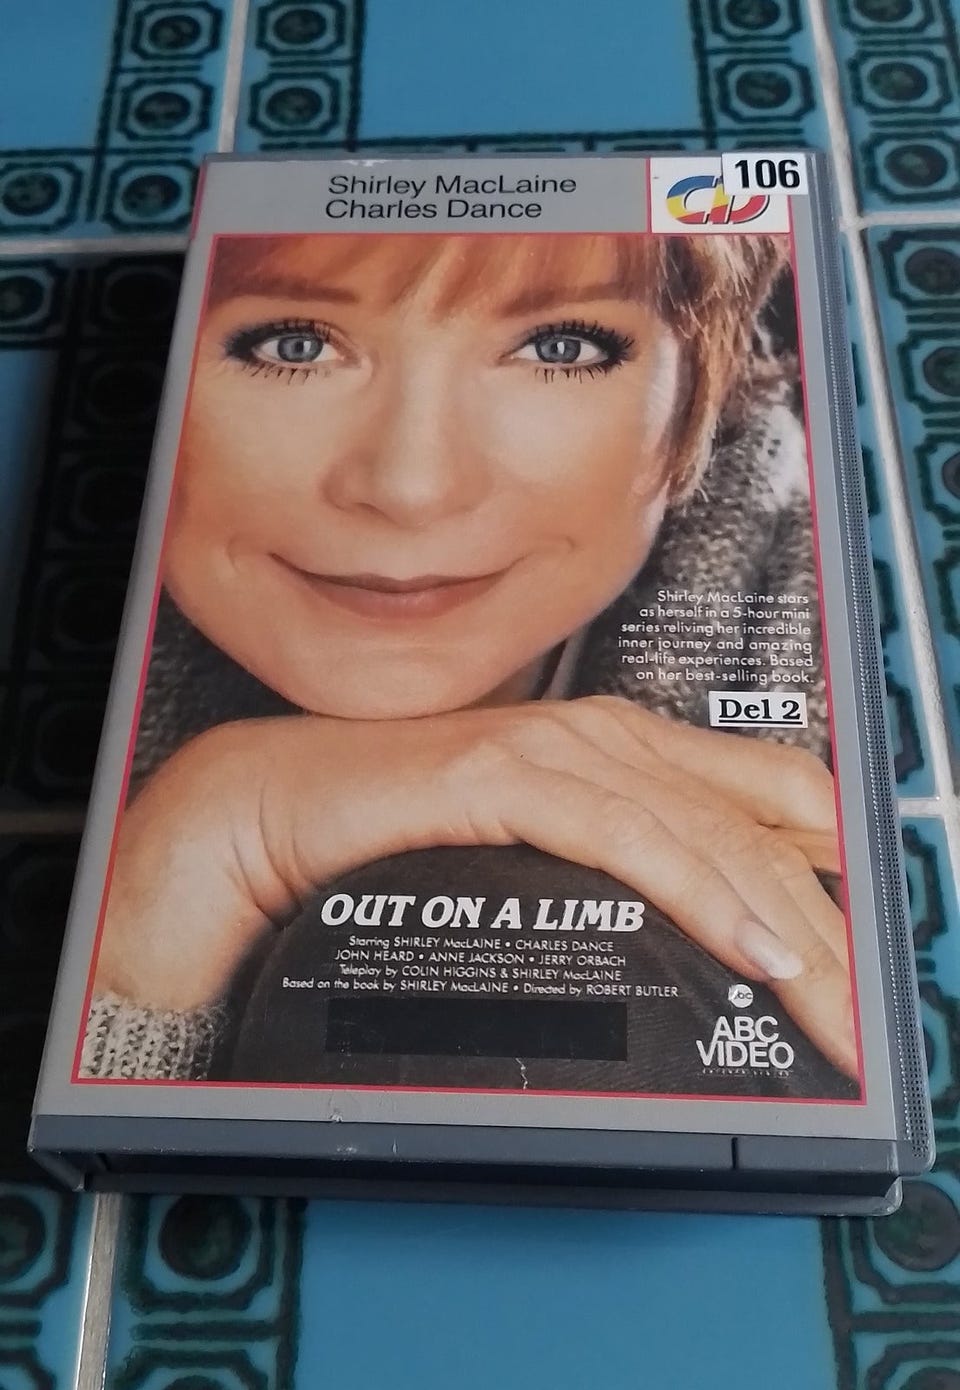 Shirley MacLaine
Charles Dance
106
Shirley MacLaine stars
as herself in a 5-hour mini
series reliving her incredible
inner journey and amazing
real-life experiences. Based
on her best-selling book.
Del 2
OUT ON A LIMB
Starring SHIRLEY MacLAINE • CHARLES DANCE
JOHN HEARD • ANNE JACKSON • JERRY ORBACH
Teleplay by COLIN HIGGINS & SHIRLEY MacLAINE
Based on the book by SHIRLEY MacLAINE • Directed by ROBERT BUTLER
abc
ABC
VIDEO